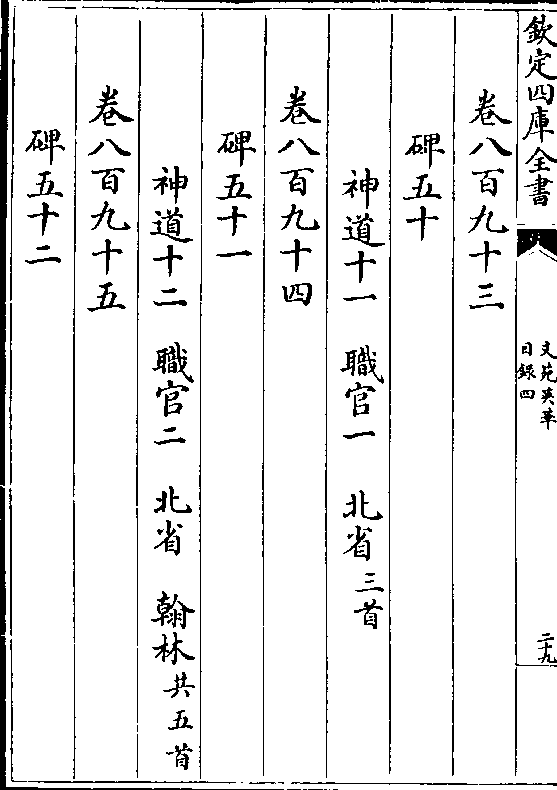 欽定四庫全書
文苑英華
目錄四
二十九
卷八百九十三
碑五十
神道十一 職官一 北省三首
卷八百九十四
碑五十一
神道十二 職官二 北省 翰林共五首
卷八百九十五
碑五十二